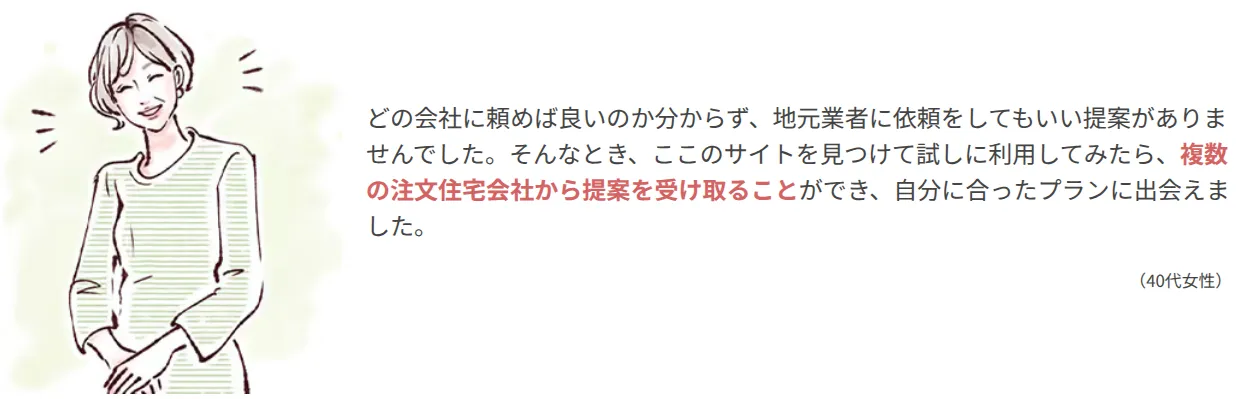 どの会社に頼めば良いのか分からず、地元業者に依頼をしてもいい提案がありま
せんでした。そんなとき、ここのサイトを見つけて試しに利用してみたら、複数
の注文住宅会社から提案を受け取ることができ、自分に合ったプランに出会えま
した。
（40代女性）